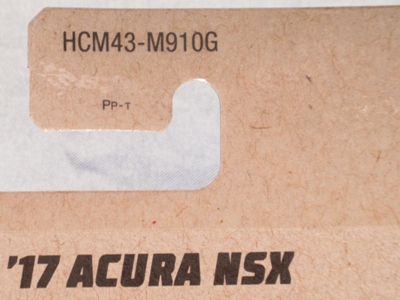 HCM43-M910G
PP-T
'17 ACURA NSX